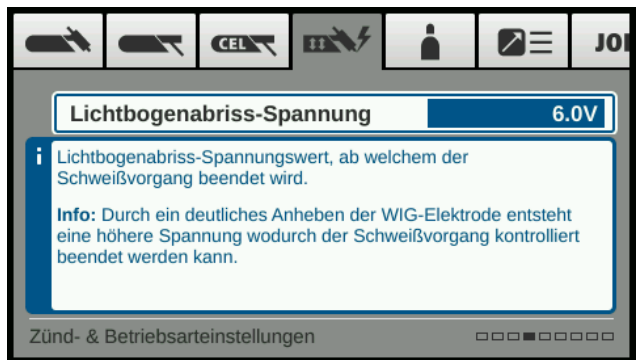 CEL
JO
Lichtbogenabriss-Spannung 6.0V
i Lichtbogenabriss-Spannungswert, ab welchem der
Schweißvorgang beendet wird.
Info: Durch ein deutliches Anheben der WIG-Elektrode entsteht
eine höhere Spannung wodurch der Schweißvorgang kontrolliert
beendet werden kann.
Zünd- & Betriebsarteinstellungen